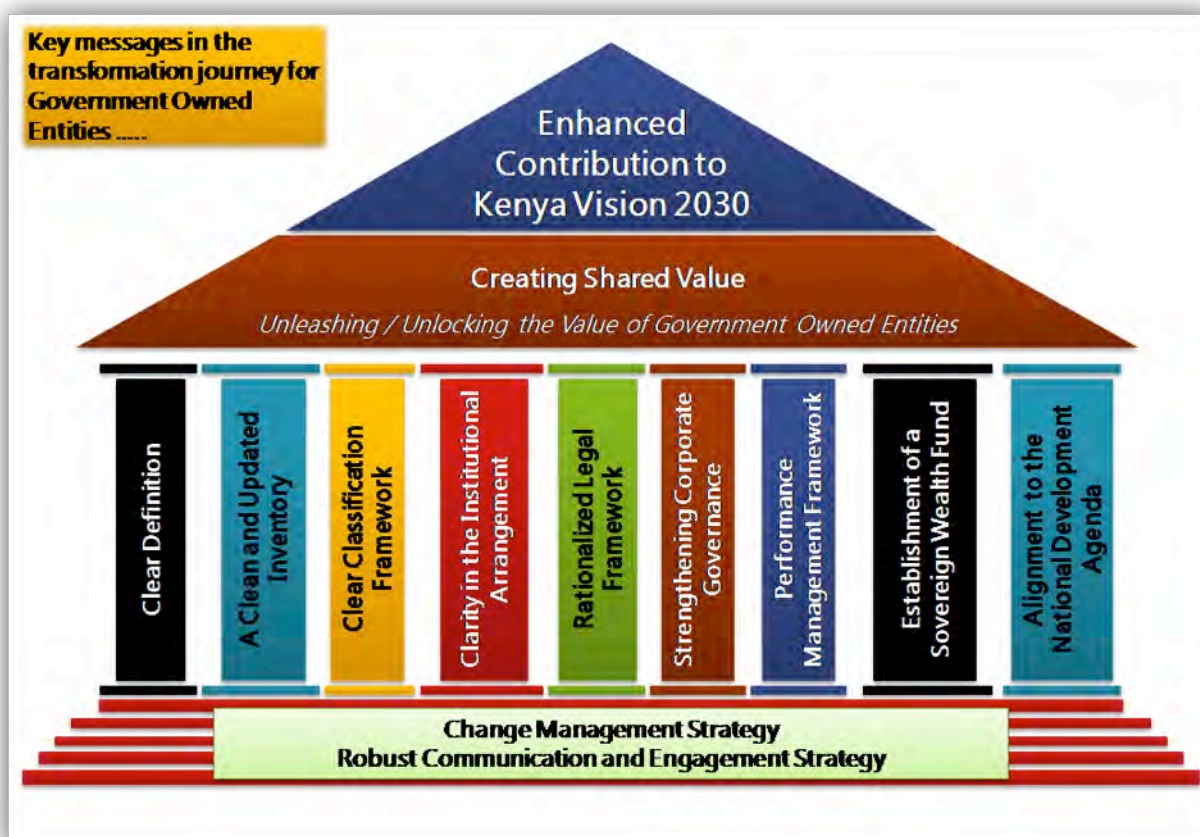 Key messages in the
transformation journey for
Government Owned
Entities .....
Enhanced
Contribution to
Kenya Vision 2030
Creating Shared Value
Unleashing / Unlocking the Value of Government Owned Entities
Clear Definition
A Clean and Updated
Inventory
Clear Classification
Framework
Clarity in the Institutional
Arrangement
Rationalized Legal
Framework
Strengthening Corporate
Governance
Performance
Management Framework
Establishment of a
Sovereign Wealth Fund
Alignment to the
National Development
Agenda
Change Management Strategy
Robust Communication and Engagement Strategy